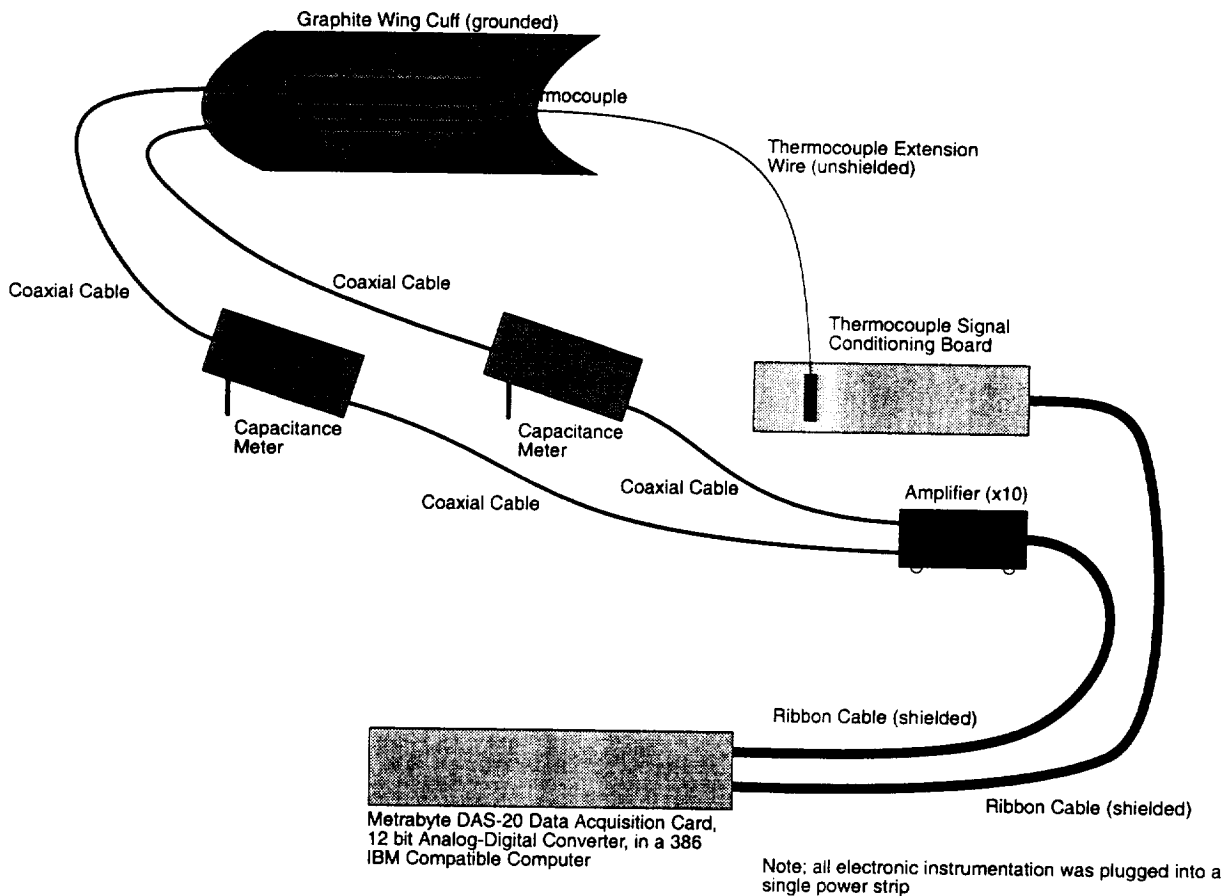 Graphite Wing Cuff (grounded)
rmocouple
Thermocouple Extension
Wire (unshielded)
Coaxial Cable
Coaxial Cable
Thermocouple Signal
Conditioning Board
Capacitance
Meter
Capacitance
Meter
Coaxial Cable
Coaxial Cable
Amplifier (x10)
Ribbon Cable (shielded)
Ribbon Cable (shielded)
Metrabyte DAS-20 Data Acquisition Card,
12 bit Analog-Digital Converter, in a 386
IBM Compatible Computer
Note; all electronic instrumentation was plugged into a
single power strip